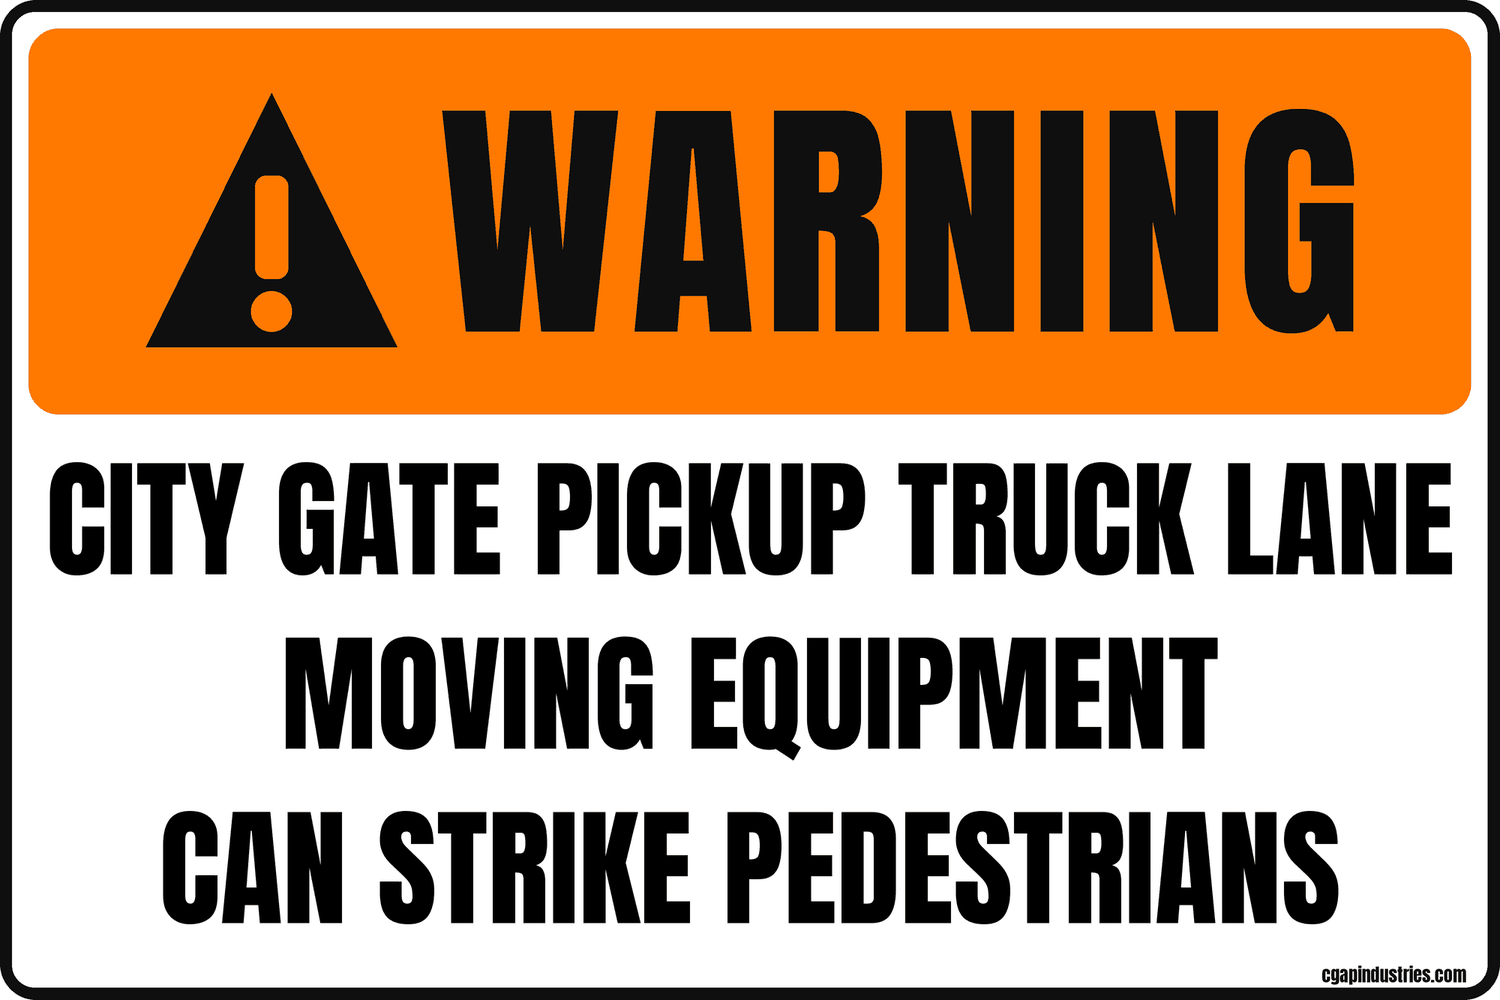 WARNING
CITY GATE PICKUP TRUCK LANE
MOVING EQUIPMENT
CAN STRIKE PEDESTRIANS
cgapindustries.com